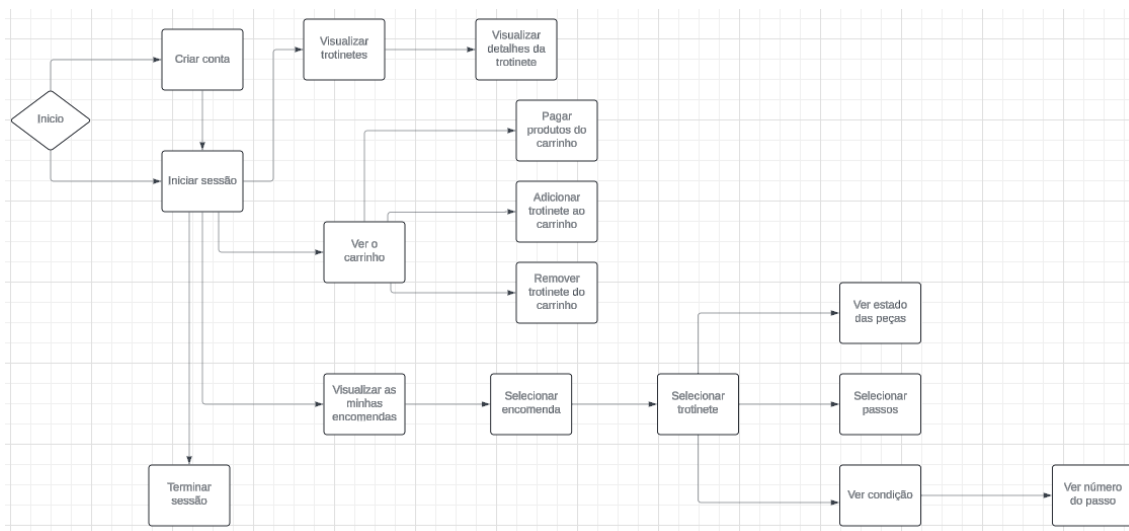 Criar conta
Visualizar
trotinetes
Visualizar
detalhes da
trotinete
Inicio
Pagar
produtos do
carrinho
Iniciar sessão
Adicionar
trotinete ao
carrinho
Ver o
carrinho
Remover
trotinete do
carrinho
Ver estado
das peças
Visualizar as
minhas
encomendas
Selecionar
encomenda
Selecionar
trotinete
Selecionar
passos
Terminar
sessão
Ver condição
Ver número
do passo